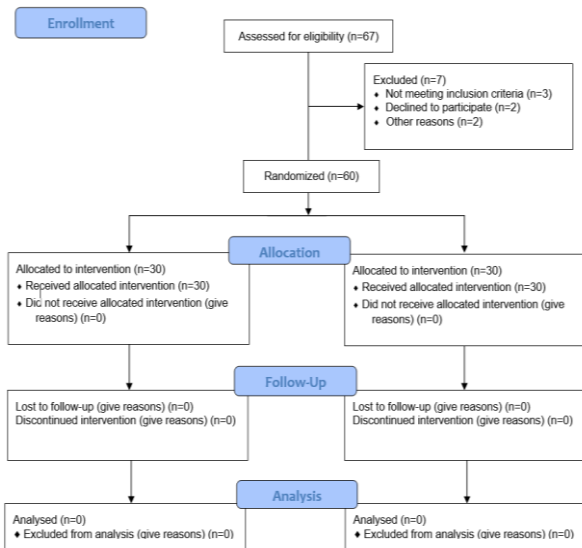 Enrollment
Assessed for eligibility (n=67)
Excluded (n=7)
♦ Not meeting inclusion criteria (n=3)
♦ Declined to participate (n=2)
♦ Other reasons (n=2)
Randomized (n=60)
Allocation
Allocated to intervention (n=30)
♦ Received allocated intervention (n=30)
♦ Did not receive allocated intervention (give
reasons) (n=0)
Allocated to intervention (n=30)
♦ Received allocated intervention (n=30)
♦ Did not receive allocated intervention (give
reasons) (n=0)
Follow-Up
Lost to follow-up (give reasons) (n=0)
Discontinued intervention (give reasons) (n=0)
Lost to follow-up (give reasons) (n=0)
Discontinued intervention (give reasons) (n=0)
Analysis
Analysed (n=0)
♦ Excluded from analysis (give reasons) (n=0)
Analysed (n=0)
♦ Excluded from analysis (give reasons) (n=0)